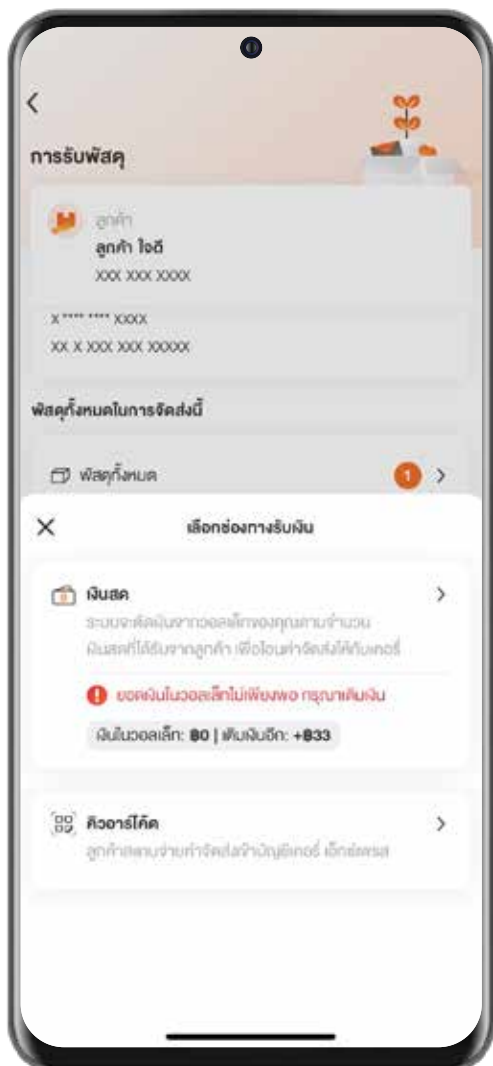 การรับพัสดุ
ลูกค้า
ลูกค้า ใจดี
xxx xxx xxxx
x **** **** xxxx
xx x xxx xxx xxxxx
พัสดุทั้งหมดในการจัดส่งนี้
พัสดุทั้งหมด 1
เลือกช่องทางรับเงิน
เงินสด
ระบบจะตัดเงินจากวอลเล็ทของคุณตามจำนวน
เงินสดที่ได้รับจากลูกค้า เพื่อโอนค่าจัดส่งให้กับเคอรี่
ยอดเงินในวอลเล็ทไม่เพียงพอ กรุณาเติมเงิน
เงินในวอลเล็ท: ฿0 | เติมเงินอีก: +฿33
คิวอาร์โค้ด
ลูกค้าสแกนจ่ายค่าจัดส่งเข้าบัญชีเคอรี่ เอ็กซ์เพรส